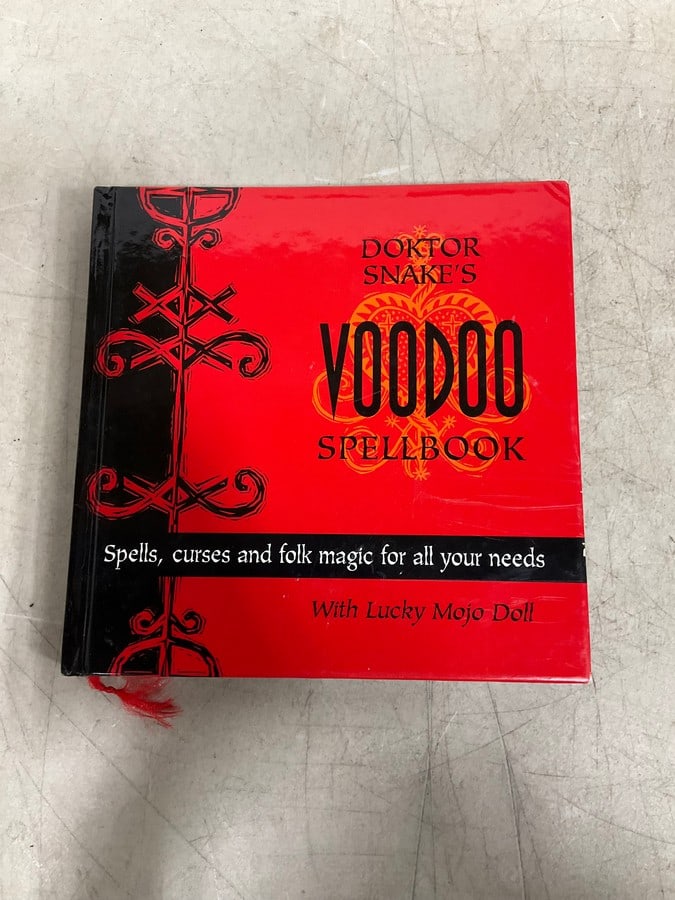 DOKTOR
SNAKE'S
VOODOO
SPELLBOOK
Spells, curses and folk magic for all your needs
With Lucky Mojo Doll